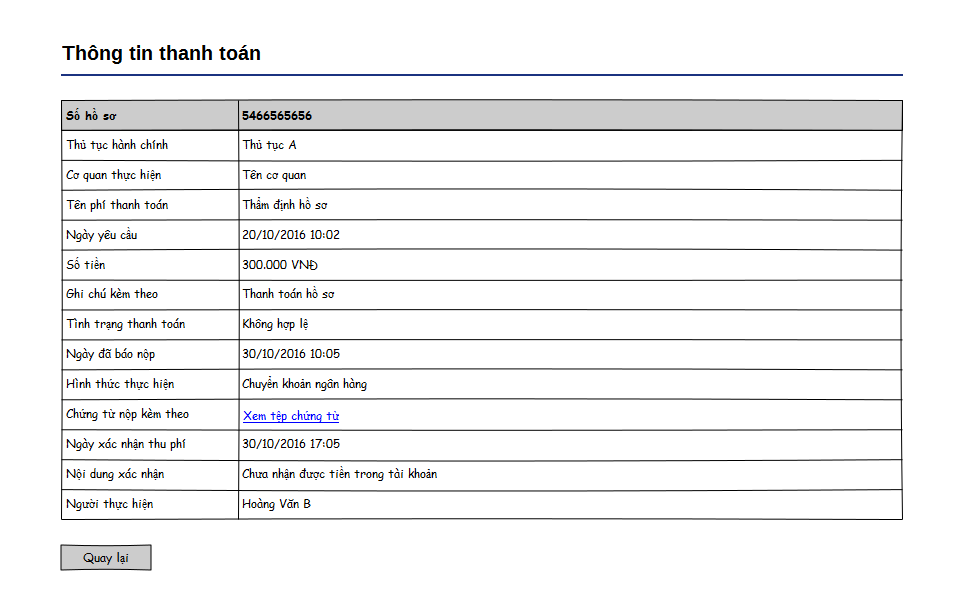 Thông tin thanh toán
Số hồ sơ 5466565656
Thủ tục hành chính Thủ tục A
Cơ quan thực hiện Tên cơ quan
Tên phí thanh toán Thẩm định hồ sơ
Ngày yêu cầu 20/10/2016 10:02
Số tiền 300.000 VNĐ
Ghi chú kèm theo Thanh toán hồ sơ
Tình trạng thanh toán Không hợp lệ
Ngày đã báo nộp 30/10/2016 10:05
Hình thức thực hiện Chuyển khoản ngân hàng
Chứng từ nộp kèm theo Xem tệp chứng từ
Ngày xác nhận thu phí 30/10/2016 17:05
Nội dung xác nhận Chưa nhận được tiền trong tài khoản
Người thực hiện Hoàng Văn B
Quay lại